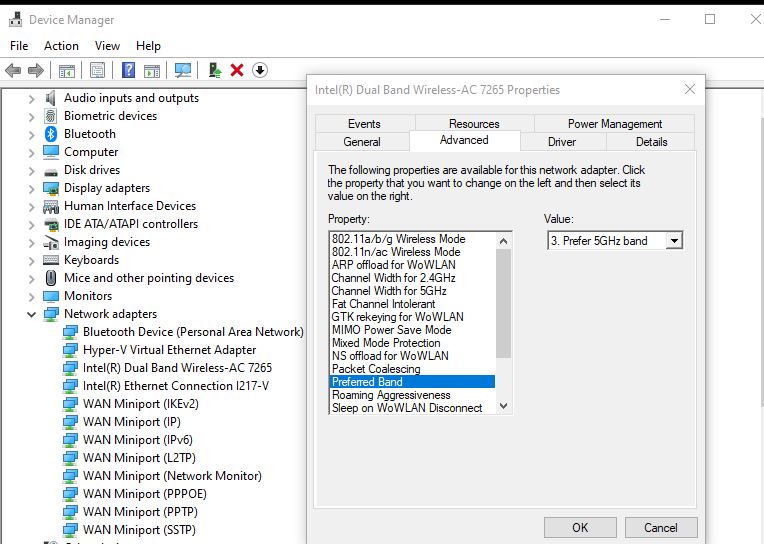 Device Manager
File Action View Help
Audio inputs and outputs
Biometric devices
Bluetooth
Computer
Disk drives
Display adapters
Human Interface Devices
IDE ATA/ATAPI controllers
Imaging devices
Keyboards
Mice and other pointing devices
Monitors
Network adapters
Bluetooth Device (Personal Area Network)
Hyper-V Virtual Ethernet Adapter
Intel(R) Dual Band Wireless-AC 7265
Intel(R) Ethernet Connection I217-V
WAN Miniport (IKEv2)
WAN Miniport (IP)
WAN Miniport (IPv6)
WAN Miniport (L2TP)
WAN Miniport (Network Monitor)
WAN Miniport (PPPOE)
WAN Miniport (PPTP)
WAN Miniport (SSTP)
Intel(R) Dual Band Wireless-AC 7265 Properties
Events Resources Power Management
General Advanced Driver Details
The following properties are available for this network adapter. Click
the property that you want to change on the left and then select its
value on the right.
Property: Value:
802.11a/b/g Wireless Mode
802.11n/ac Wireless Mode
ARP offload for WoWLAN
Channel Width for 2.4GHz
Channel Width for 5GHz
Fat Channel Intolerant
GTK rekeying for WoWLAN
MIMO Power Save Mode
Mixed Mode Protection
NS offload for WoWLAN
Packet Coalescing
Preferred Band
Roaming Aggressiveness
Sleep on WoWLAN Disconnect
3. Prefer 5GHz band
OK Cancel